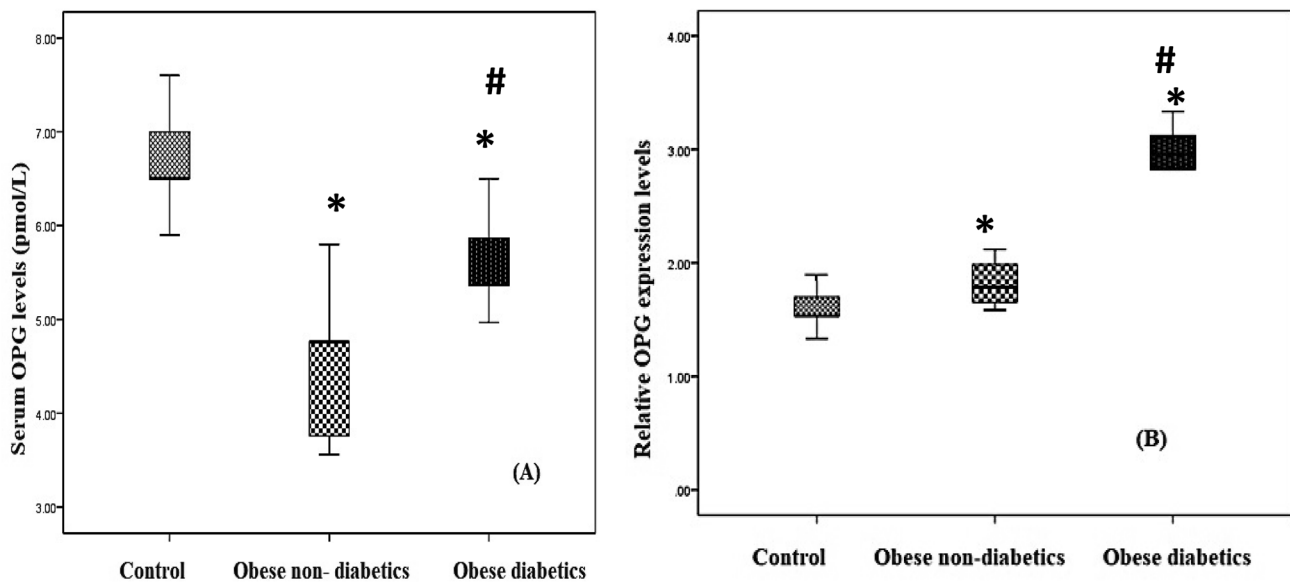 Serum OPG levels (pmol/L)
8.00
7.00
6.00
5.00
4.00
3.00
*
*
#
(A)
Control
Obese non- diabetics
Obese diabetics
Relative OPG expression levels
4.00
3.00
2.00
1.00
.00
*
#
*
(B)
Control
Obese non-diabetics
Obese diabetics